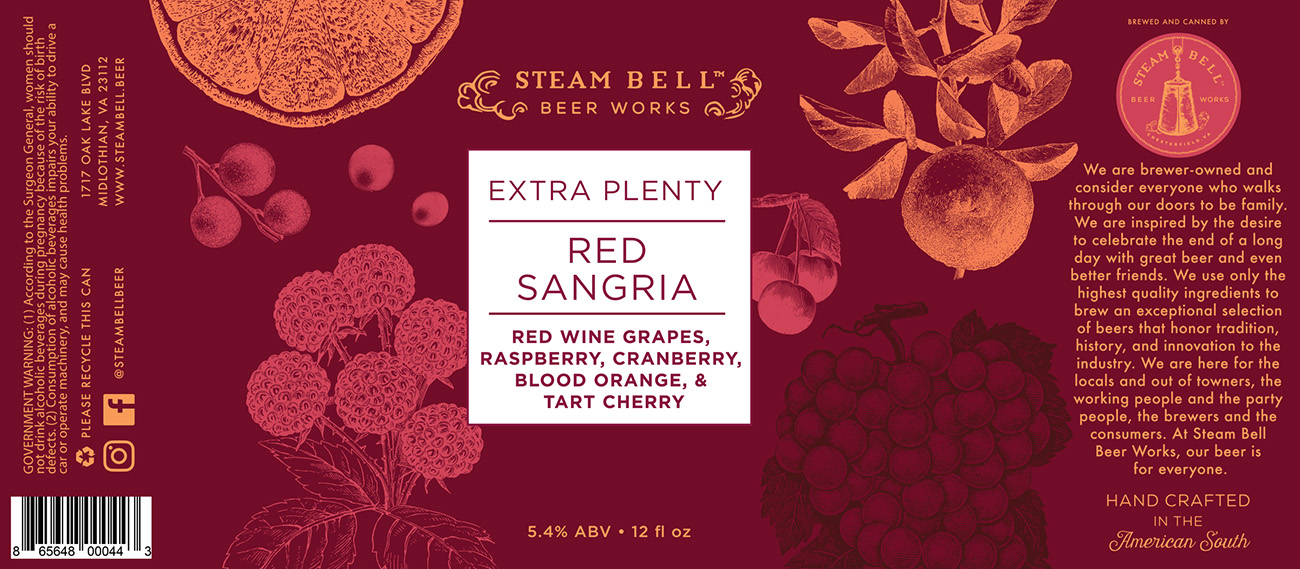 GOVERNMENT WARNING: (1) According to the Surgeon General, women should
not drink alcoholic beverages during pregnancy because of the risk of birth
defects. (2) Consumption of alcoholic beverages impairs your ability to drive a
car or operate machinery, and may cause health problems.
PLEASE RECYCLE THIS CAN
1717 OAK LAKE BLVD
MIDLOTHIAN, VA 23112
WWW.STEAMBELL.BEER
@STEAMBELLBEER
8 65648 00044 3
STEAM BELL™
BEER WORKS
EXTRA PLENTY
RED
SANGRIA
RED WINE GRAPES,
RASPBERRY, CRANBERRY,
BLOOD ORANGE, &
TART CHERRY
5.4% ABV • 12 fl oz
BREWED AND CANNED BY
STEAM BELL™
BEER WORKS
CHESTERFIELD, VA
We are brewer-owned and
consider everyone who walks
through our doors to be family.
We are inspired by the desire
to celebrate the end of a long
day with great beer and even
better friends. We use only the
highest quality ingredients to
brew an exceptional selection
of beers that honor tradition,
history, and innovation to the
industry. We are here for the
locals and out of towners, the
working people and the party
people, the brewers and the
consumers. At Steam Bell
Beer Works, our beer is
for everyone.
HAND CRAFTED
IN THE
American South